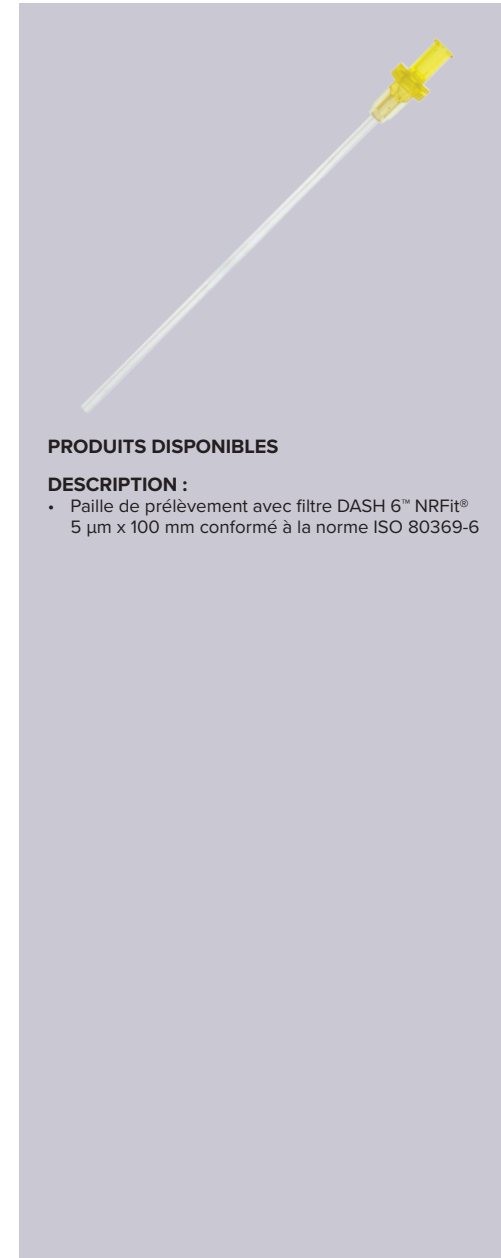 PRODUITS DISPONIBLES
DESCRIPTION :
• Paille de prélèvement avec filtre DASH 6™ NRFit®
5 μm x 100 mm conformé à la norme ISO 80369-6